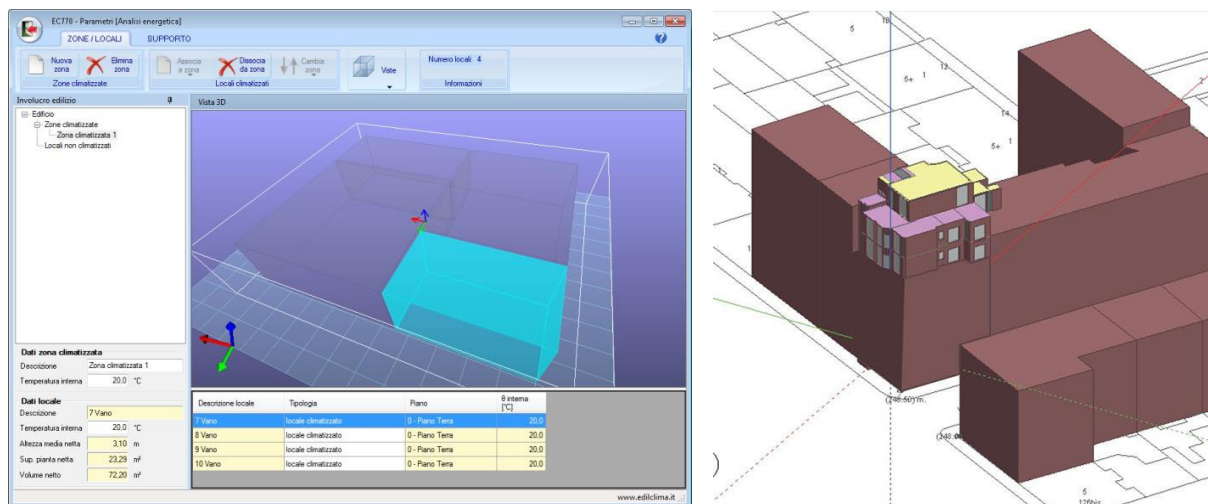 EC770 - Parametri [Analisi energetica]
ZONE / LOCALI
SUPPORTO
Nuova zona
Elimina zona
Associa a zona
Dissocia da zona
Cambia zona
Viste
Numero locali: 4
Zone climatizzate
Locali climatizzati
Informazioni
Involucro edilizio
Vista 3D
Edificio
Zone climatizzate
Zona climatizzata 1
Locali non climatizzati
Dati zona climatizzata
Descrizione Zona climatizzata 1
Temperatura interna 20,0 °C
Dati locale
Descrizione 7 Vano
Temperatura interna 20,0 °C
Altezza media netta 3,10 m
Sup. pianta netta 23,29 m²
Volume netto 72,20 m³
Descrizione locale Tipologia Piano θ interna [°C]
7 Vano locale climatizzato 0 - Piano Terra 20,0
8 Vano locale climatizzato 0 - Piano Terra 20,0
9 Vano locale climatizzato 0 - Piano Terra 20,0
10 Vano locale climatizzato 0 - Piano Terra 20,0
www.edilclima.it
5
18
12
5+ 1
14
5+ 1
2
1
(248.50) m.
5
126bis